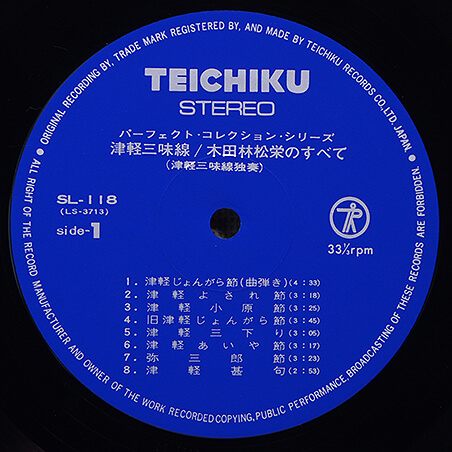 ● ORIGINAL RECORDING BY, TRADE MARK REGISTERED BY, AND MADE BY TEICHIKU RECORDS CO.,LTD. JAPAN. ●
TEICHIKU
STEREO
パーフェクト・コレクション・シリーズ
津軽三味線/木田林松栄のすべて
(津軽三味線独奏)
SL-118
(LS-3713)
side-1
33⅓rpm
1. 津軽じょんがら節(曲弾き)(4:33)
2. 津軽よされ節(3:18)
3. 津軽小原節(3:25)
4. 旧津軽じょんがら節(3:45)
5. 津軽三下り(3:05)
6. 津軽あいや節(3:17)
7. 弥三郎節(3:23)
8. 津軽甚句(2:53)
ALL RIGHT OF THE RECORD MANUFACTURER AND OWNER OF THE WORK RECORDED COPYING, PUBLIC PERFORMANCE, BROADCASTING OF THESE RECORDS ARE FORBIDDEN.